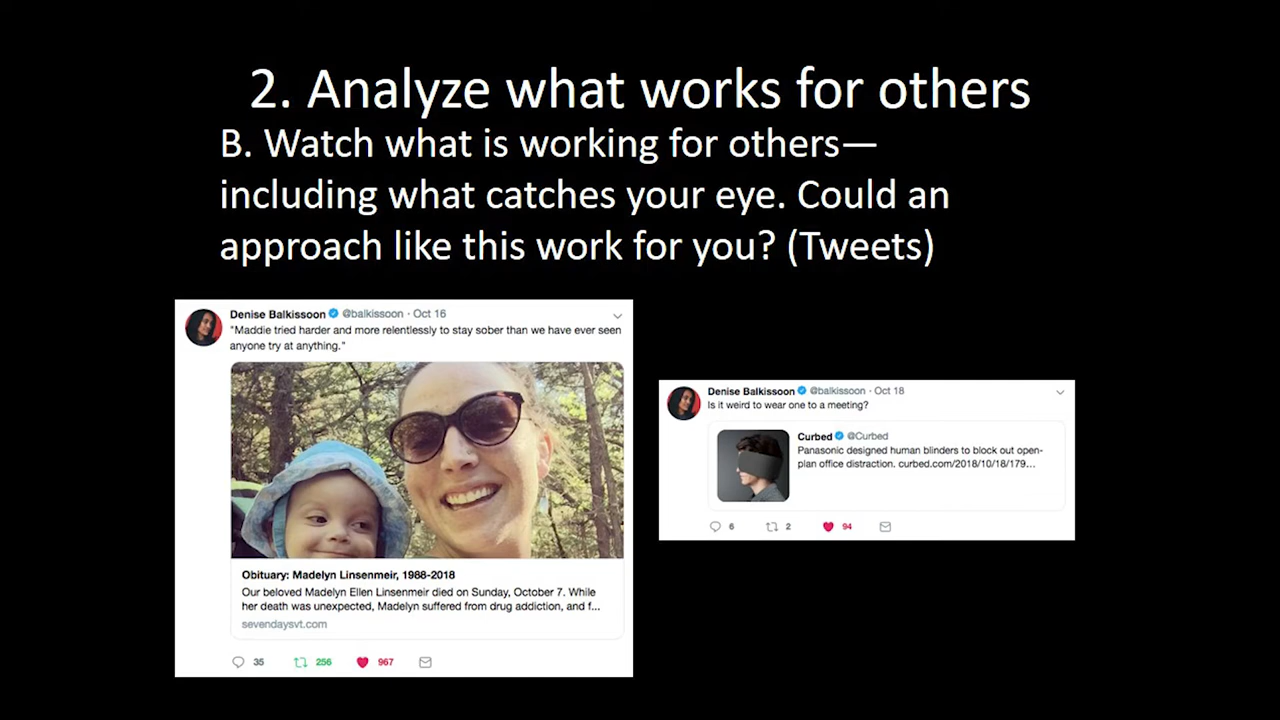 2. Analyze what works for others
B. Watch what is working for others—
including what catches your eye. Could an
approach like this work for you? (Tweets)
Denise Balkissoon @balkissoon · Oct 16
"Maddie tried harder and more relentlessly to stay sober than we have ever seen
anyone try at anything."
Obituary: Madelyn Linsenmeir, 1988-2018
Our beloved Madelyn Ellen Linsenmeir died on Sunday, October 7. While
her death was unexpected, Madelyn suffered from drug addiction, and f...
sevendaysvt.com
35 256 967
Denise Balkissoon @balkissoon · Oct 18
Is it weird to wear one to a meeting?
Curbed @Curbed
Panasonic designed human blinders to block out open-
plan office distraction. curbed.com/2018/10/18/179...
6 2 94